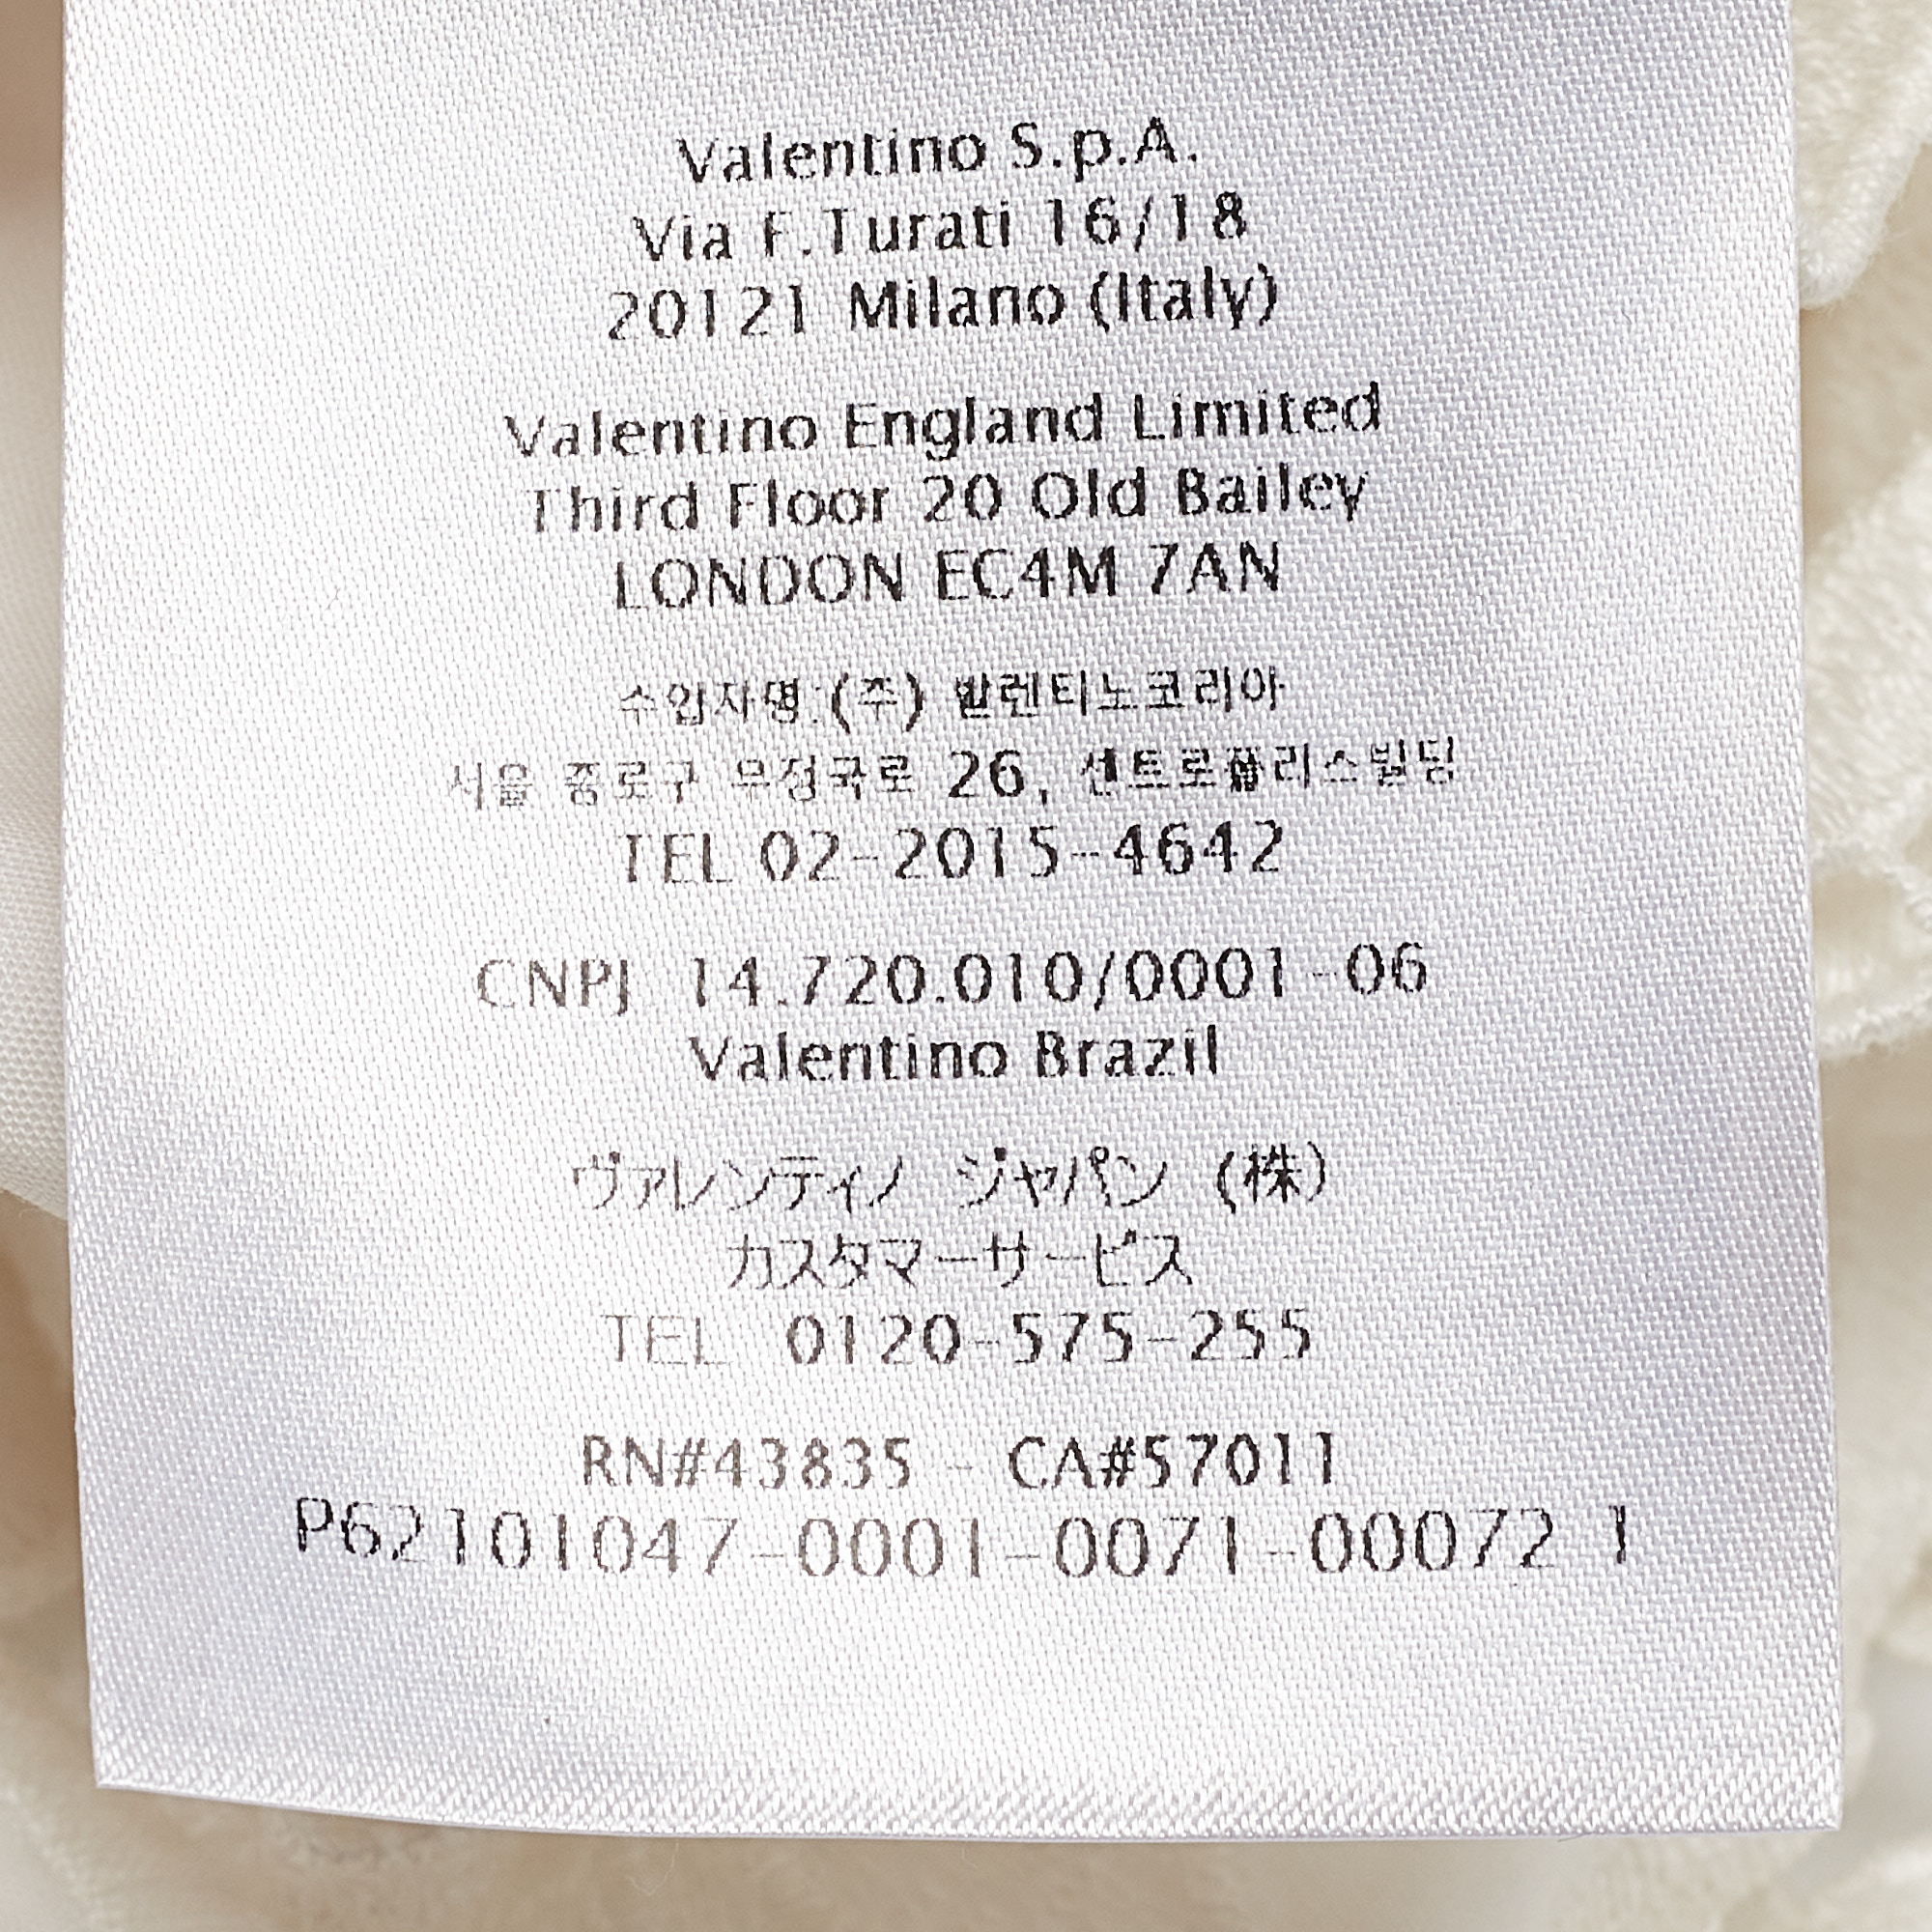 Valentino S.p.A.
Via F.Turati 16/18
20121 Milano (Italy)
Valentino England Limited
Third Floor 20 Old Bailey
LONDON EC4M 7AN
수입자명:(주) 발렌티노코리아
서울 종로구 우정국로 26, 센트로폴리스빌딩
TEL 02-2015-4642
CNPJ 14.720.010/0001-06
Valentino Brazil
ヴァレンティノ ジャパン (株)
カスタマーサービス
TEL 0120-575-255
RN#43835 - CA#57011
P62101047-0001-0071-00072 1